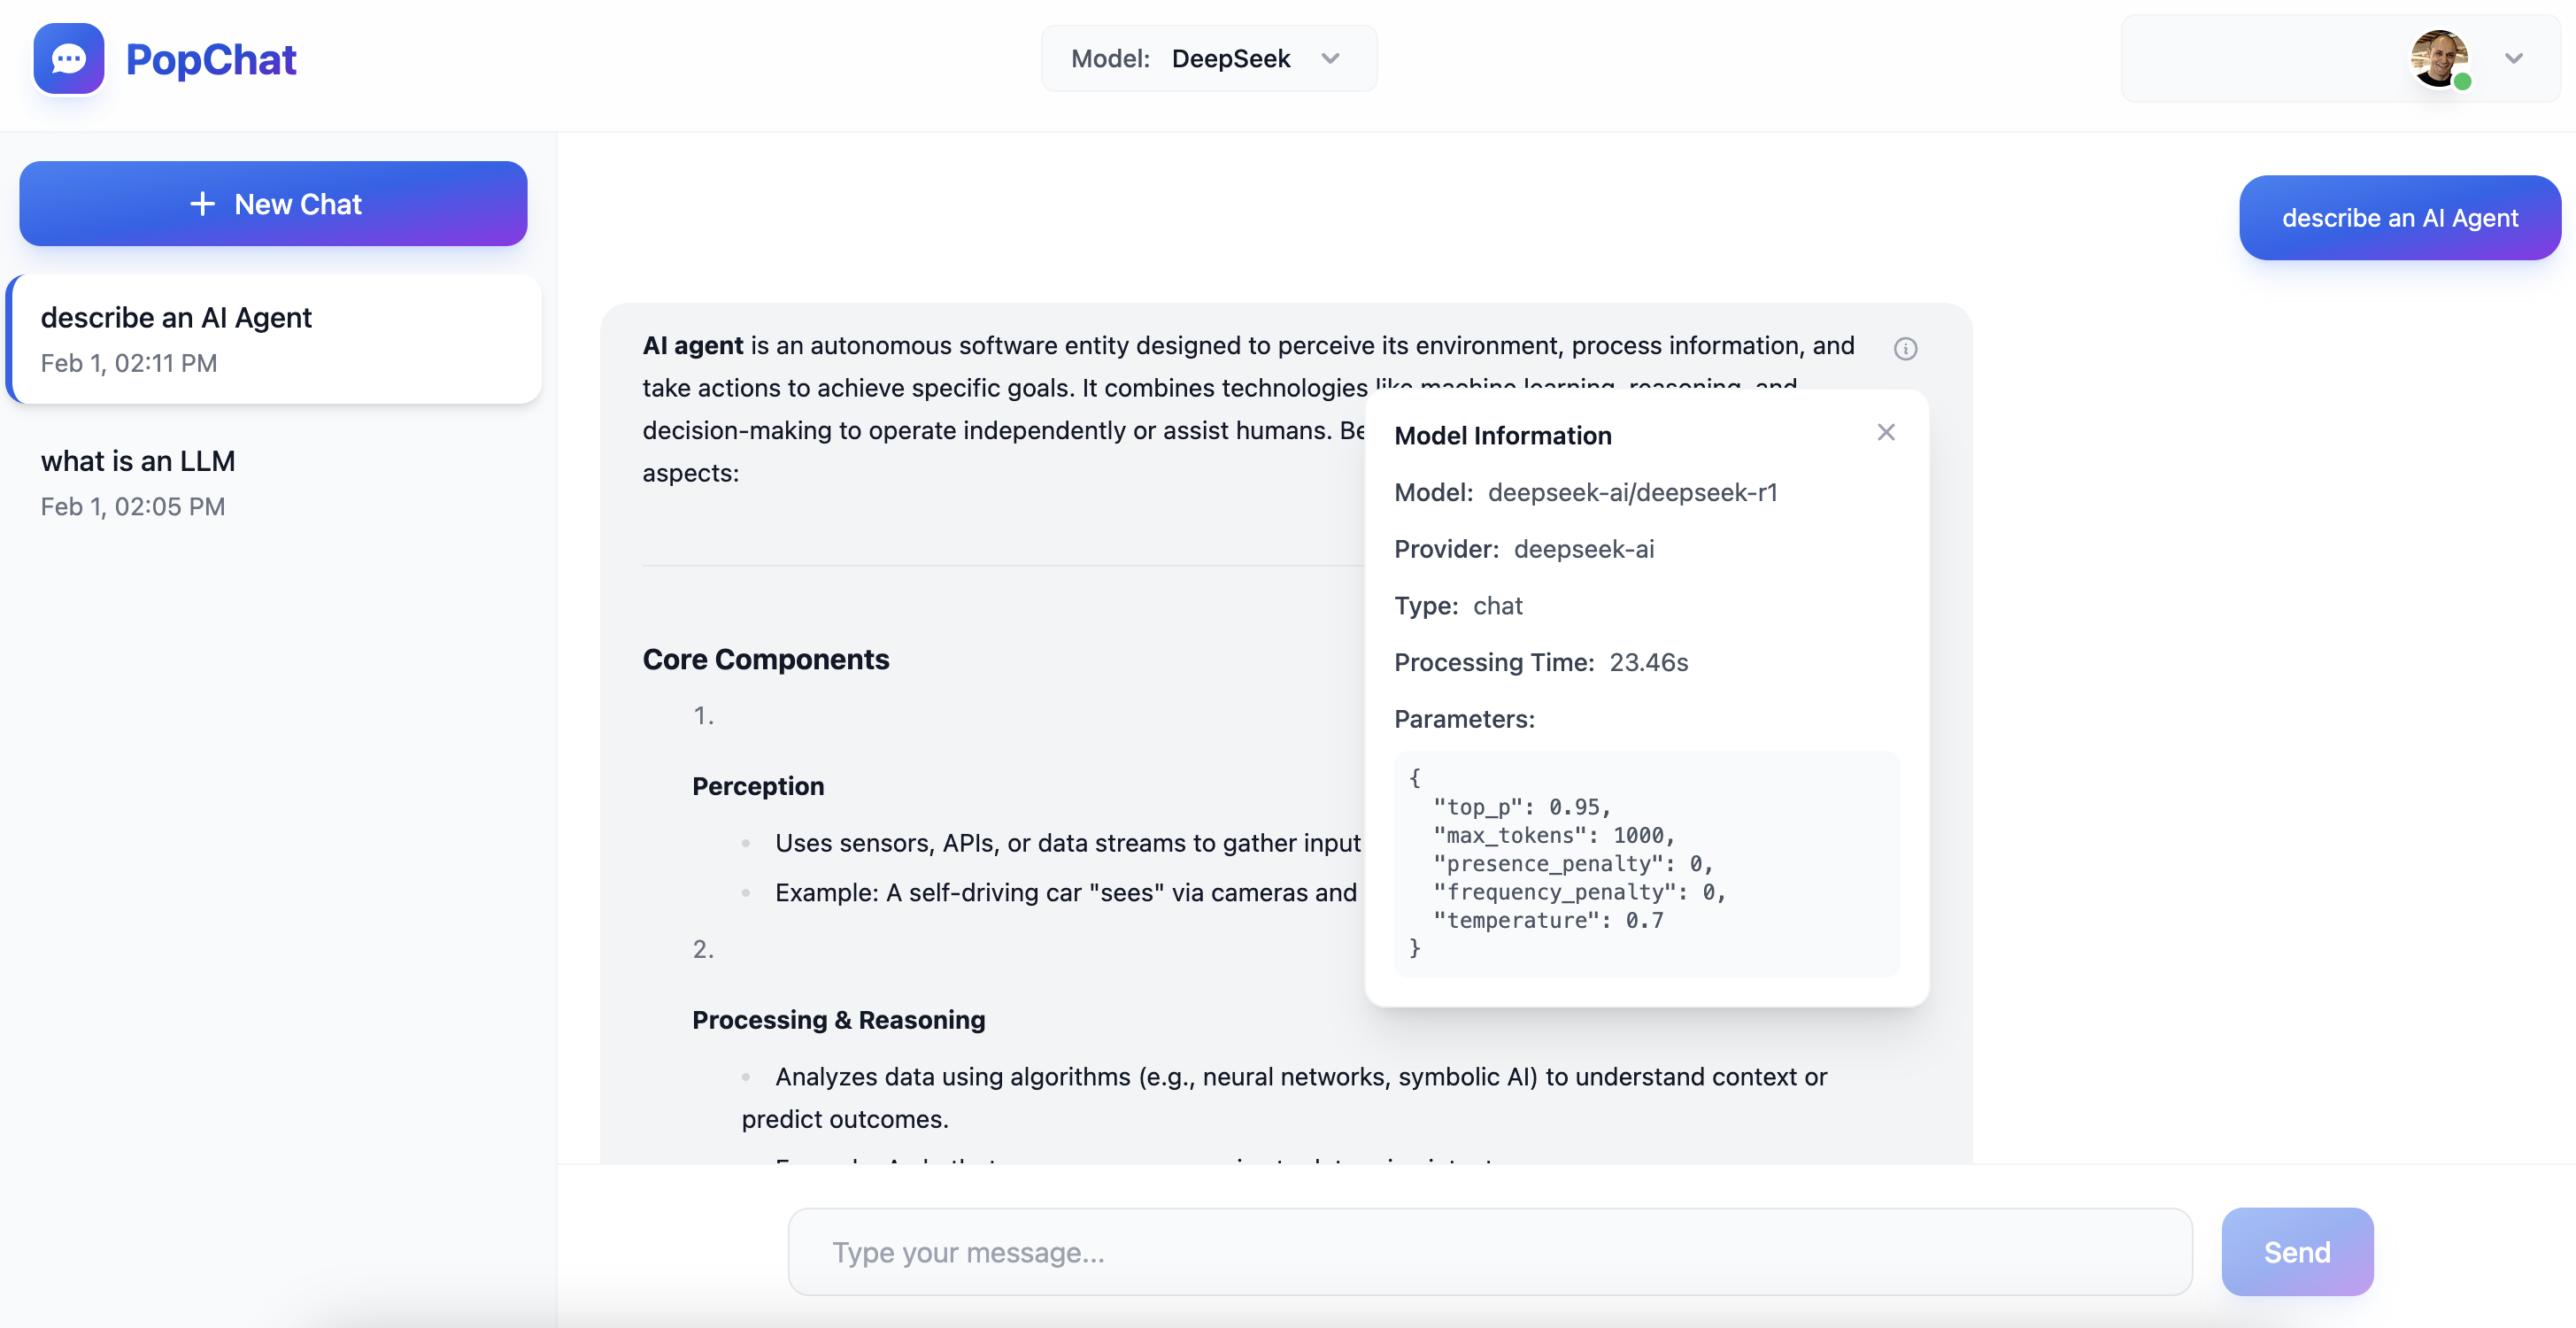 PopChat
Model: DeepSeek
New Chat
describe an AI Agent
Feb 1, 02:11 PM
what is an LLM
Feb 1, 02:05 PM
describe an AI Agent
AI agent is an autonomous software entity designed to perceive its environment, process information, and
take actions to achieve specific goals. It combines technologies like machine learning, reasoning, and
decision-making to operate independently or assist humans.
aspects:
Core Components
1.
Perception
Uses sensors, APIs, or data streams to gather input
Example: A self-driving car "sees" via cameras and
2.
Processing & Reasoning
Analyzes data using algorithms (e.g., neural networks, symbolic AI) to understand context or
predict outcomes.
Model Information
Model: deepseek-ai/deepseek-r1
Provider: deepseek-ai
Type: chat
Processing Time: 23.46s
Parameters:
{
"top_p": 0.95,
"max_tokens": 1000,
"presence_penalty": 0,
"frequency_penalty": 0,
"temperature": 0.7
}
Type your message...
Send